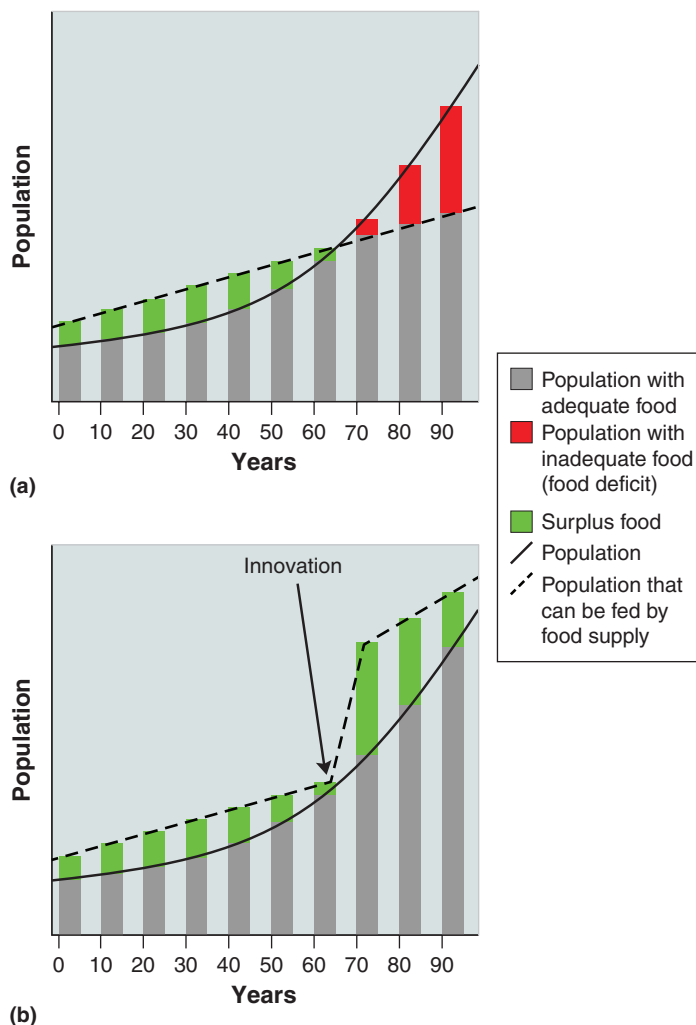 Population
0 10 20 30 40 50 60 70 80 90
Years
(a)
Population with
adequate food
Population with
inadequate food
(food deficit)
Surplus food
Population
Population that
can be fed by
food supply
Innovation
Population
0 10 20 30 40 50 60 70 80 90
Years
(b)